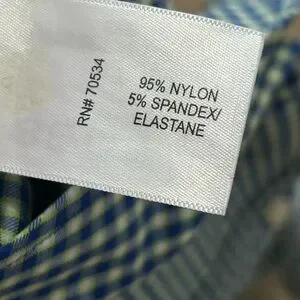 RN# 70534
95% NYLON
5% SPANDEX/
ELASTANE